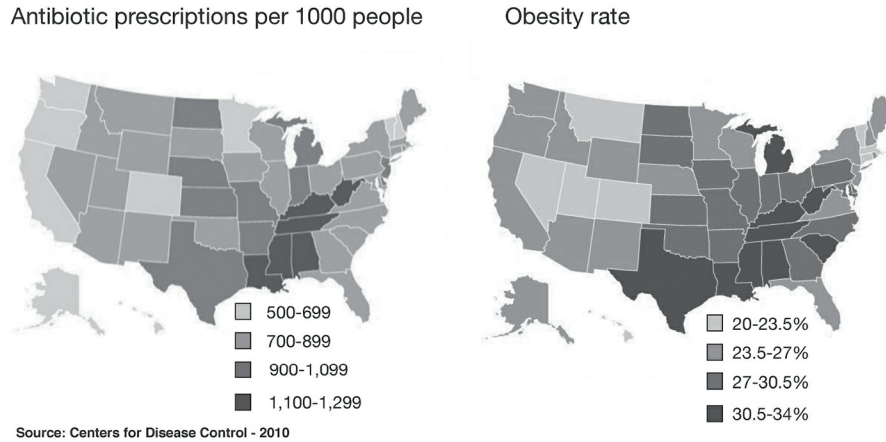 Antibiotic prescriptions per 1000 people
Obesity rate
500-699
700-899
900-1,099
1,100-1,299
20-23.5%
23.5-27%
27-30.5%
30.5-34%
Source: Centers for Disease Control - 2010